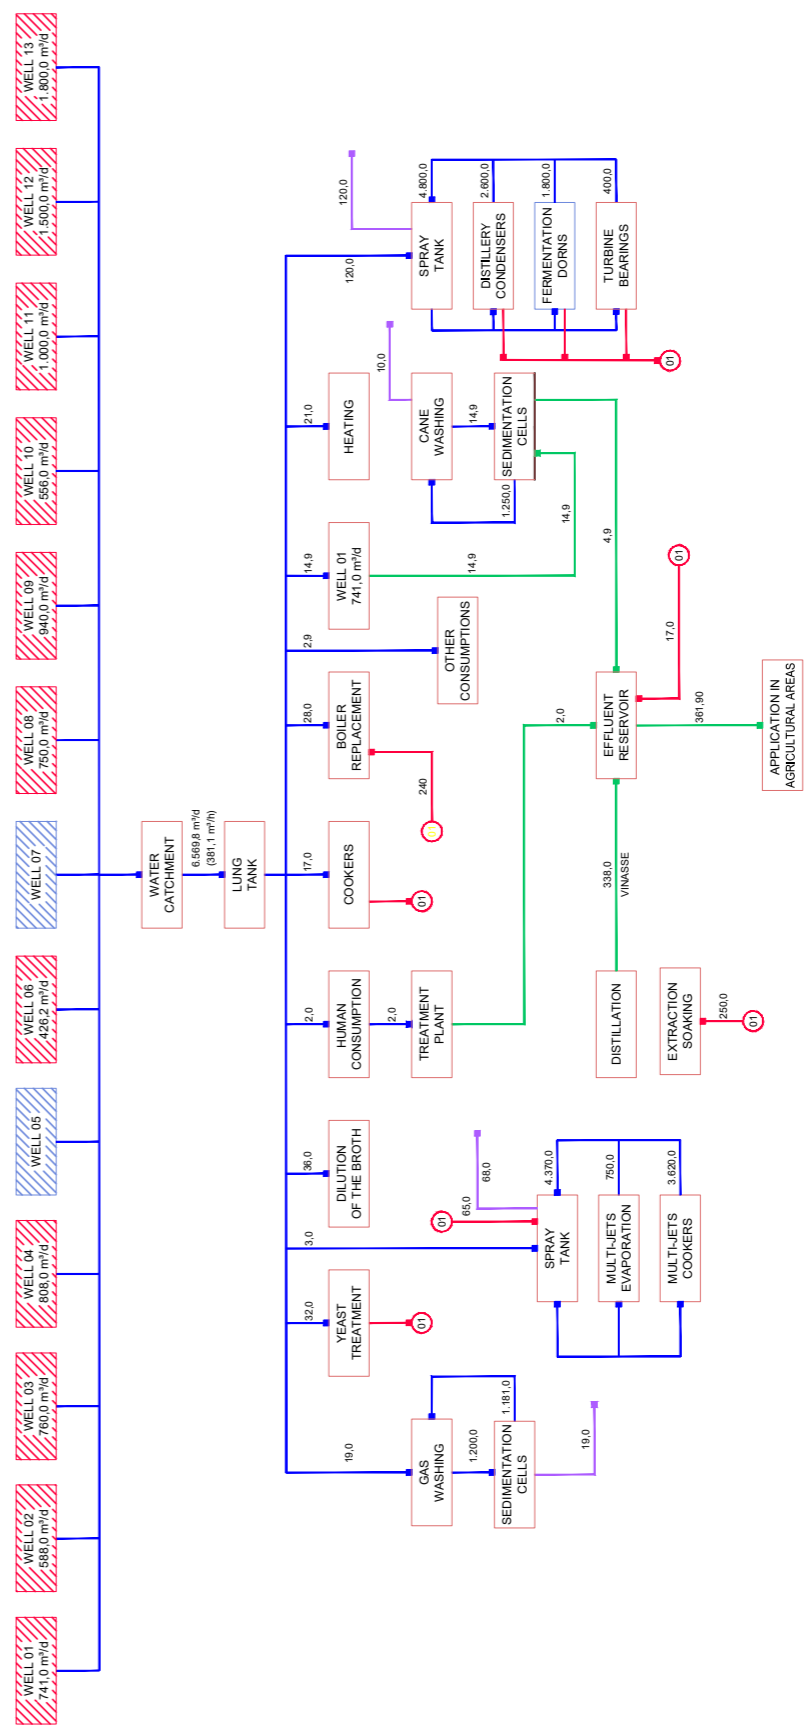 WELL 01
741,0 m³/d
WELL 02
588,0 m³/d
WELL 03
760,0 m³/d
WELL 04
808,0 m³/d
WELL 05
WELL 06
426,2 m³/d
WELL 07
WELL 08
750,0 m³/d
WELL 09
940,0 m³/d
WELL 10
556,0 m³/d
WELL 11
1.000,0 m³/d
WELL 12
1.500,0 m³/d
WELL 13
1.800,0 m³/d
WATER
CATCHMENT
6.569,8 m³/d
(381,1 m³/h)
LUNG
TANK
19,0
32,0
3,0
36,0
2,0
17,0
28,0
2,9
14,9
21,0
120,0
120,0
YEAST
TREATMENT
01
DILUTION
OF THE BROTH
HUMAN
CONSUMPTION
COOKERS
01
BOILER
REPLACEMENT
240
WELL 01
741,0 m³/d
HEATING
GAS
WASHING
1.200,0
1.181,0
SEDIMENTATION
CELLS
19,0
01
65,0
68,0
SPRAY
TANK
4.370,0
MULTI-JETS
EVAPORATION
750,0
MULTI-JETS
COOKERS
3.620,0
2,0
TREATMENT
PLANT
2,0
OTHER
CONSUMPTIONS
14,9
14,9
10,0
CANE
WASHING
14,9
1.250,0
SEDIMENTATION
CELLS
4,9
SPRAY
TANK
4.800,0
DISTILLERY
CONDENSERS
2.600,0
FERMENTATION
DORNS
1.800,0
TURBINE
BEARINGS
400,0
01
DISTILLATION
338,0
VINASSE
EFFLUENT
RESERVOIR
17,0
01
361,90
EXTRACTION
SOAKING
250,0
01
APPLICATION IN
AGRICULTURAL AREAS